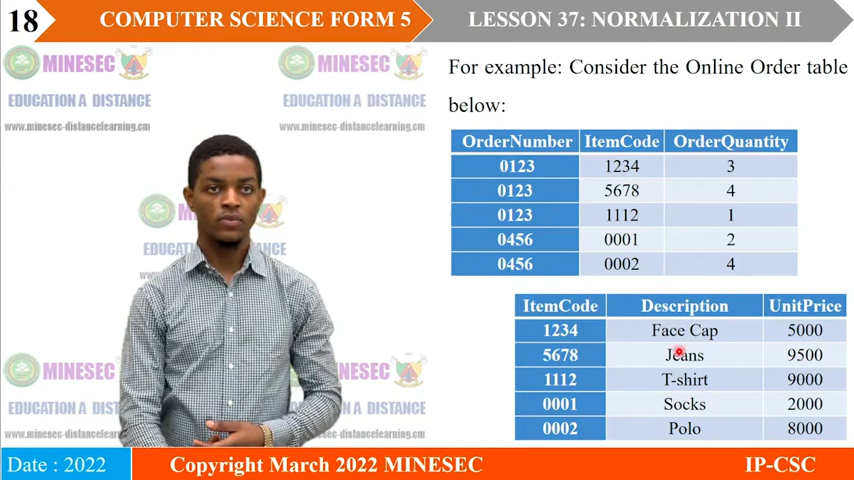 18
COMPUTER SCIENCE FORM 5
LESSON 37: NORMALIZATION II
MINESEC
EDUCATION A DISTANCE
www.minesec-distancelearning.cm
MINESEC
EDUCATION A DISTANCE
www.minesec-distancelearning.cm
For example: Consider the Online Order table
below:
OrderNumber ItemCode OrderQuantity
0123 1234 3
0123 5678 4
0123 1112 1
0456 0001 2
0456 0002 4
ItemCode Description UnitPrice
1234 Face Cap 5000
5678 Jeans 9500
1112 T-shirt 9000
0001 Socks 2000
0002 Polo 8000
MINESEC
EDUCATION A DISTANCE
www.minesec-distancelearning.cm
MINESEC
EDUCATION A DISTANCE
www.minesec-distancelearning.cm
Date : 2022
Copyright March 2022 MINESEC
IP-CSC